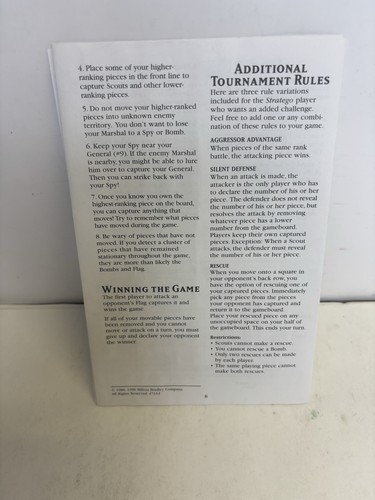 4. Place some of your higher-
ranking pieces in the front line to
capture Scouts and other lower-
ranking pieces.
5. Do not move your higher-ranked
pieces into unknown enemy
territory. You don't want to lose
your Marshal to a Spy or Bomb.
6. Keep your Spy near your
General (#9). If the enemy Marshal
is nearby, you might be able to lure
him over to capture your General.
Then you can strike back with
your Spy!
7. Once you know you own the
highest-ranking piece on the board,
you can capture anything that
moves! Try to remember what pieces
have moved during the game.
8. Be wary of pieces that have not
moved. If you detect a cluster of
pieces that have remained
stationary throughout the game,
they are more than likely the
Bombs and Flag.
WINNING THE GAME
The first player to attack an
opponent's Flag captures it and
wins the game.
If all of your movable pieces have
been removed and you cannot
move or attack on a turn, you must
give up and declare your opponent
the winner.
Milton Bradley Company.
All Rights Reserved.
ADDITIONAL
TOURNAMENT RULES
Here are three rule variations
included for the Stratego player
who wants an added challenge.
Feel free to add one or any combi-
nation of these rules to your game.
AGGRESSOR ADVANTAGE
When pieces of the same rank
battle, the attacking piece wins.
SILENT DEFENSE
When an attack is made, the
attacker is the only player who has
to declare the number of his or her
piece. The defender does not reveal
the number of his or her piece, but
resolves the attack by removing
whatever piece has a lower
number from the gameboard.
Players keep their own captured
pieces. Exception: When a Scout
attacks, the defender must reveal
the number of his or her piece.
RESCUE
When you move onto a square in
your opponent's back row, you
have the option of rescuing one of
your captured pieces. Immediately
pick any piece from the pieces
your opponent has captured and
return it to the gameboard.
Place your rescued piece on any
unoccupied space on your half of
the gameboard. This ends your turn.
Restrictions:
• Scouts cannot make a rescue.
• You cannot rescue a Bomb.
• Only two rescues can be made
by each player.
• The same playing piece cannot
make both rescues.
6